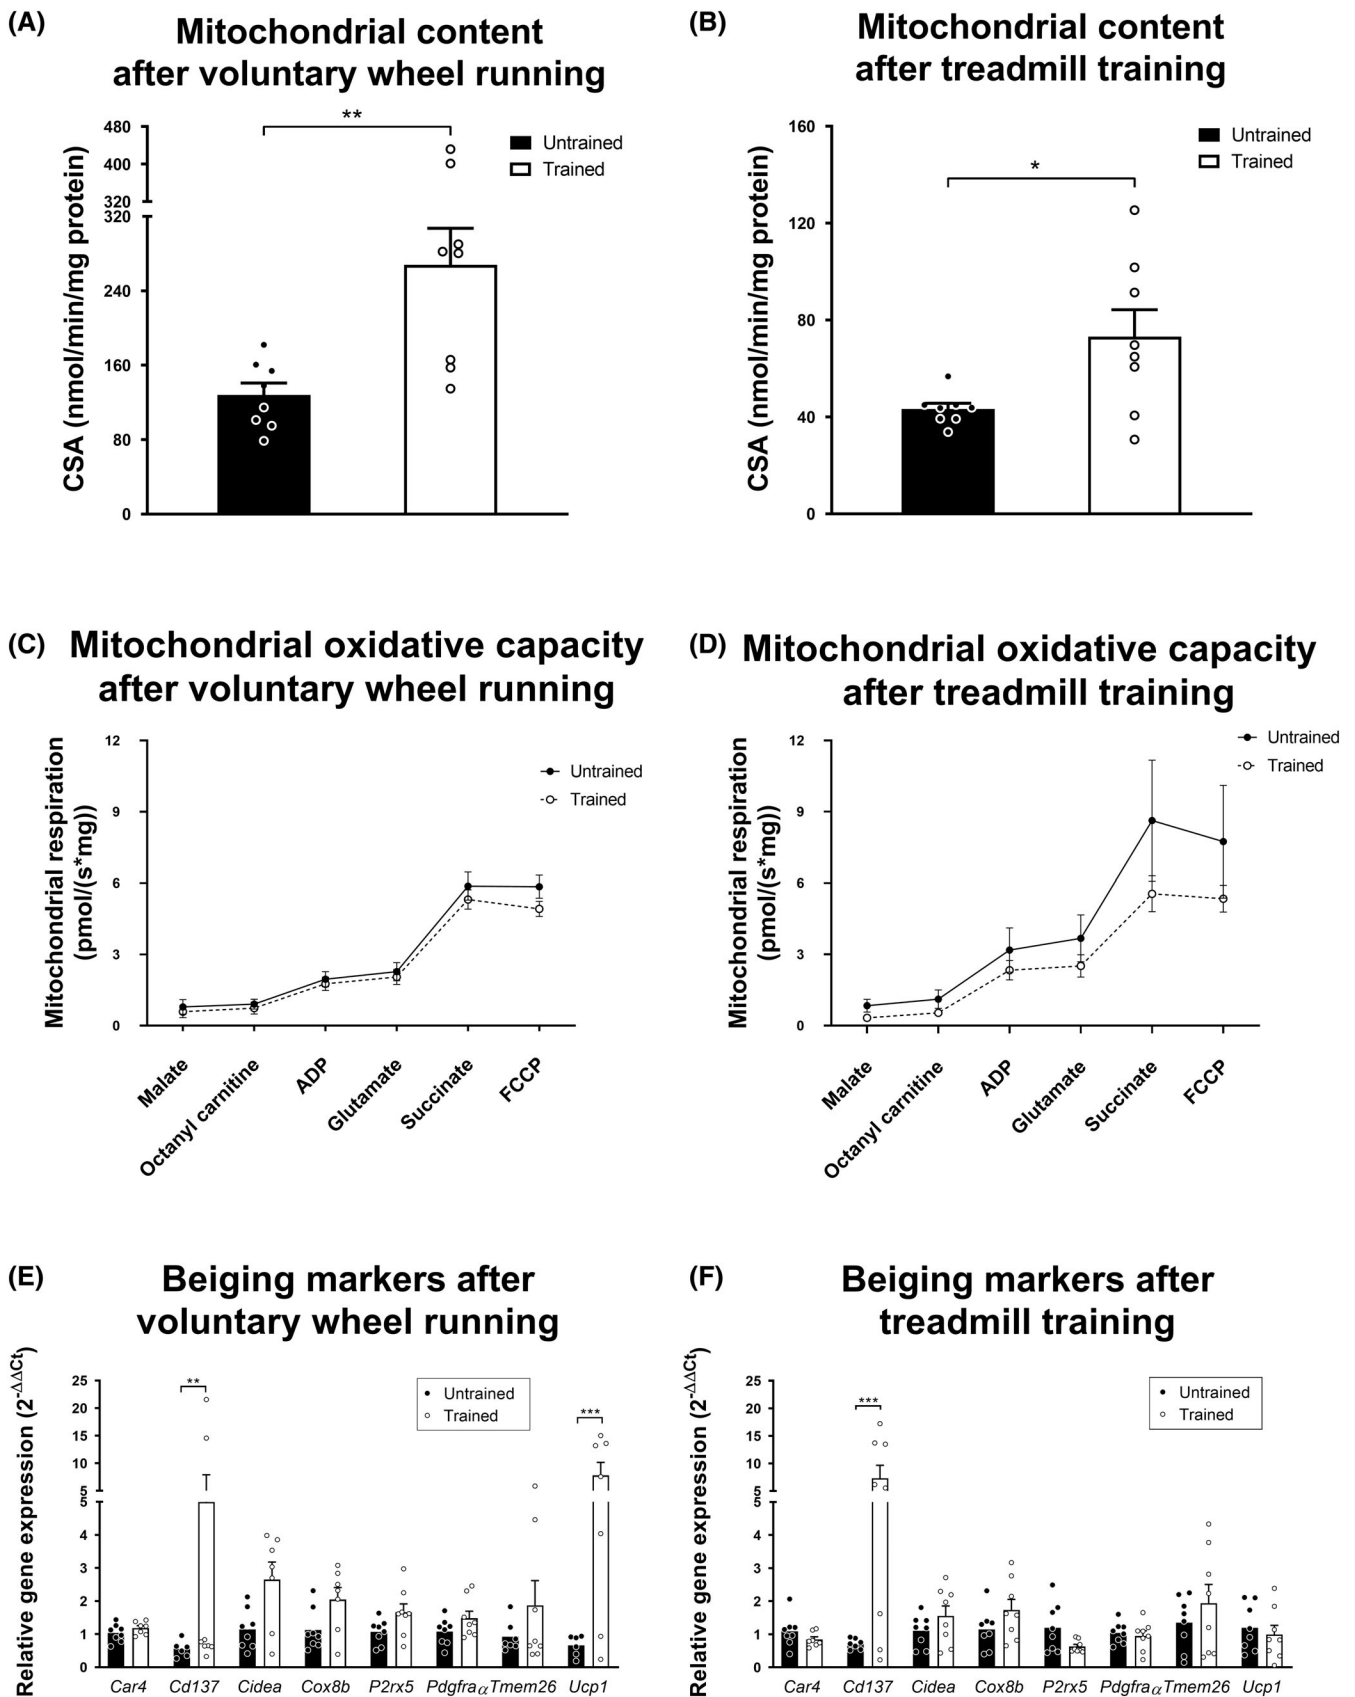 (A)
Mitochondrial content
after voluntary wheel running
CSA (nmol/min/mg protein)
480
400
320
320
240
160
80
0
**
Untrained
Trained
(B)
Mitochondrial content
after treadmill training
CSA (nmol/min/mg protein)
160
120
80
40
0
*
Untrained
Trained
(C)
Mitochondrial oxidative capacity
after voluntary wheel running
Mitochondrial respiration
(pmol/(s*mg))
12
9
6
3
0
Untrained
Trained
Malate
Octanyl carnitine
ADP
Glutamate
Succinate
FCCP
(D)
Mitochondrial oxidative capacity
after treadmill training
Mitochondrial respiration
(pmol/(s*mg))
12
9
6
3
0
Untrained
Trained
Malate
Octanyl carnitine
ADP
Glutamate
Succinate
FCCP
(E)
Beiging markers after
voluntary wheel running
Relative gene expression (2^-ΔΔCt)
25
20
15
10
5
5
4
3
2
1
0
**
***
Untrained
Trained
Car4 Cd137 Cidea Cox8b P2rx5 Pdgfra α Tmem26 Ucp1
(F)
Beiging markers after
treadmill training
Relative gene expression (2^-ΔΔCt)
25
20
15
10
5
5
4
3
2
1
0
***
Untrained
Trained
Car4 Cd137 Cidea Cox8b P2rx5 Pdgfra α Tmem26 Ucp1